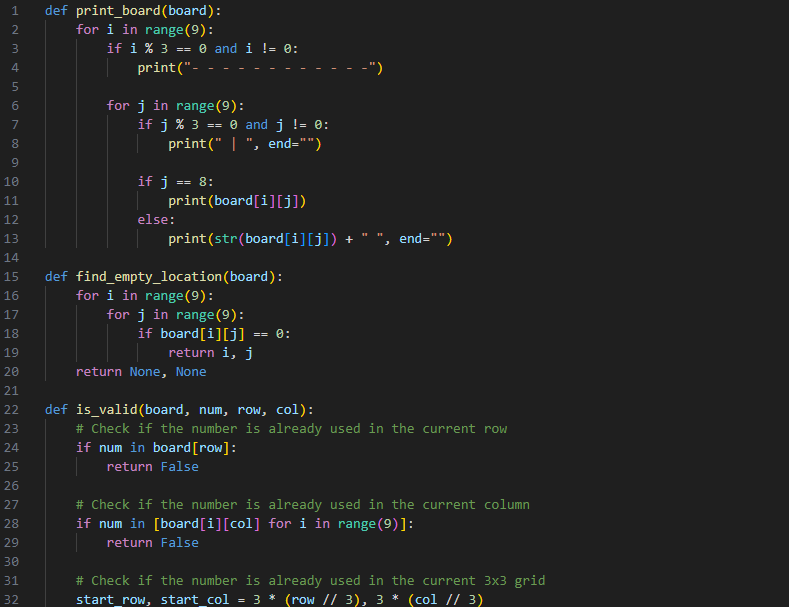 1 def print_board(board):
2     for i in range(9):
3         if i % 3 == 0 and i != 0:
4             print("- - - - - - - - - - - -")
5
6         for j in range(9):
7             if j % 3 == 0 and j != 0:
8                 print(" | ", end="")
9
10             if j == 8:
11                 print(board[i][j])
12             else:
13                 print(str(board[i][j]) + " ", end="")
14
15 def find_empty_location(board):
16     for i in range(9):
17         for j in range(9):
18             if board[i][j] == 0:
19                 return i, j
20     return None, None
21
22 def is_valid(board, num, row, col):
23     # Check if the number is already used in the current row
24     if num in board[row]:
25         return False
26
27     # Check if the number is already used in the current column
28     if num in [board[i][col] for i in range(9)]:
29         return False
30
31     # Check if the number is already used in the current 3x3 grid
32     start_row, start_col = 3 * (row // 3), 3 * (col // 3)